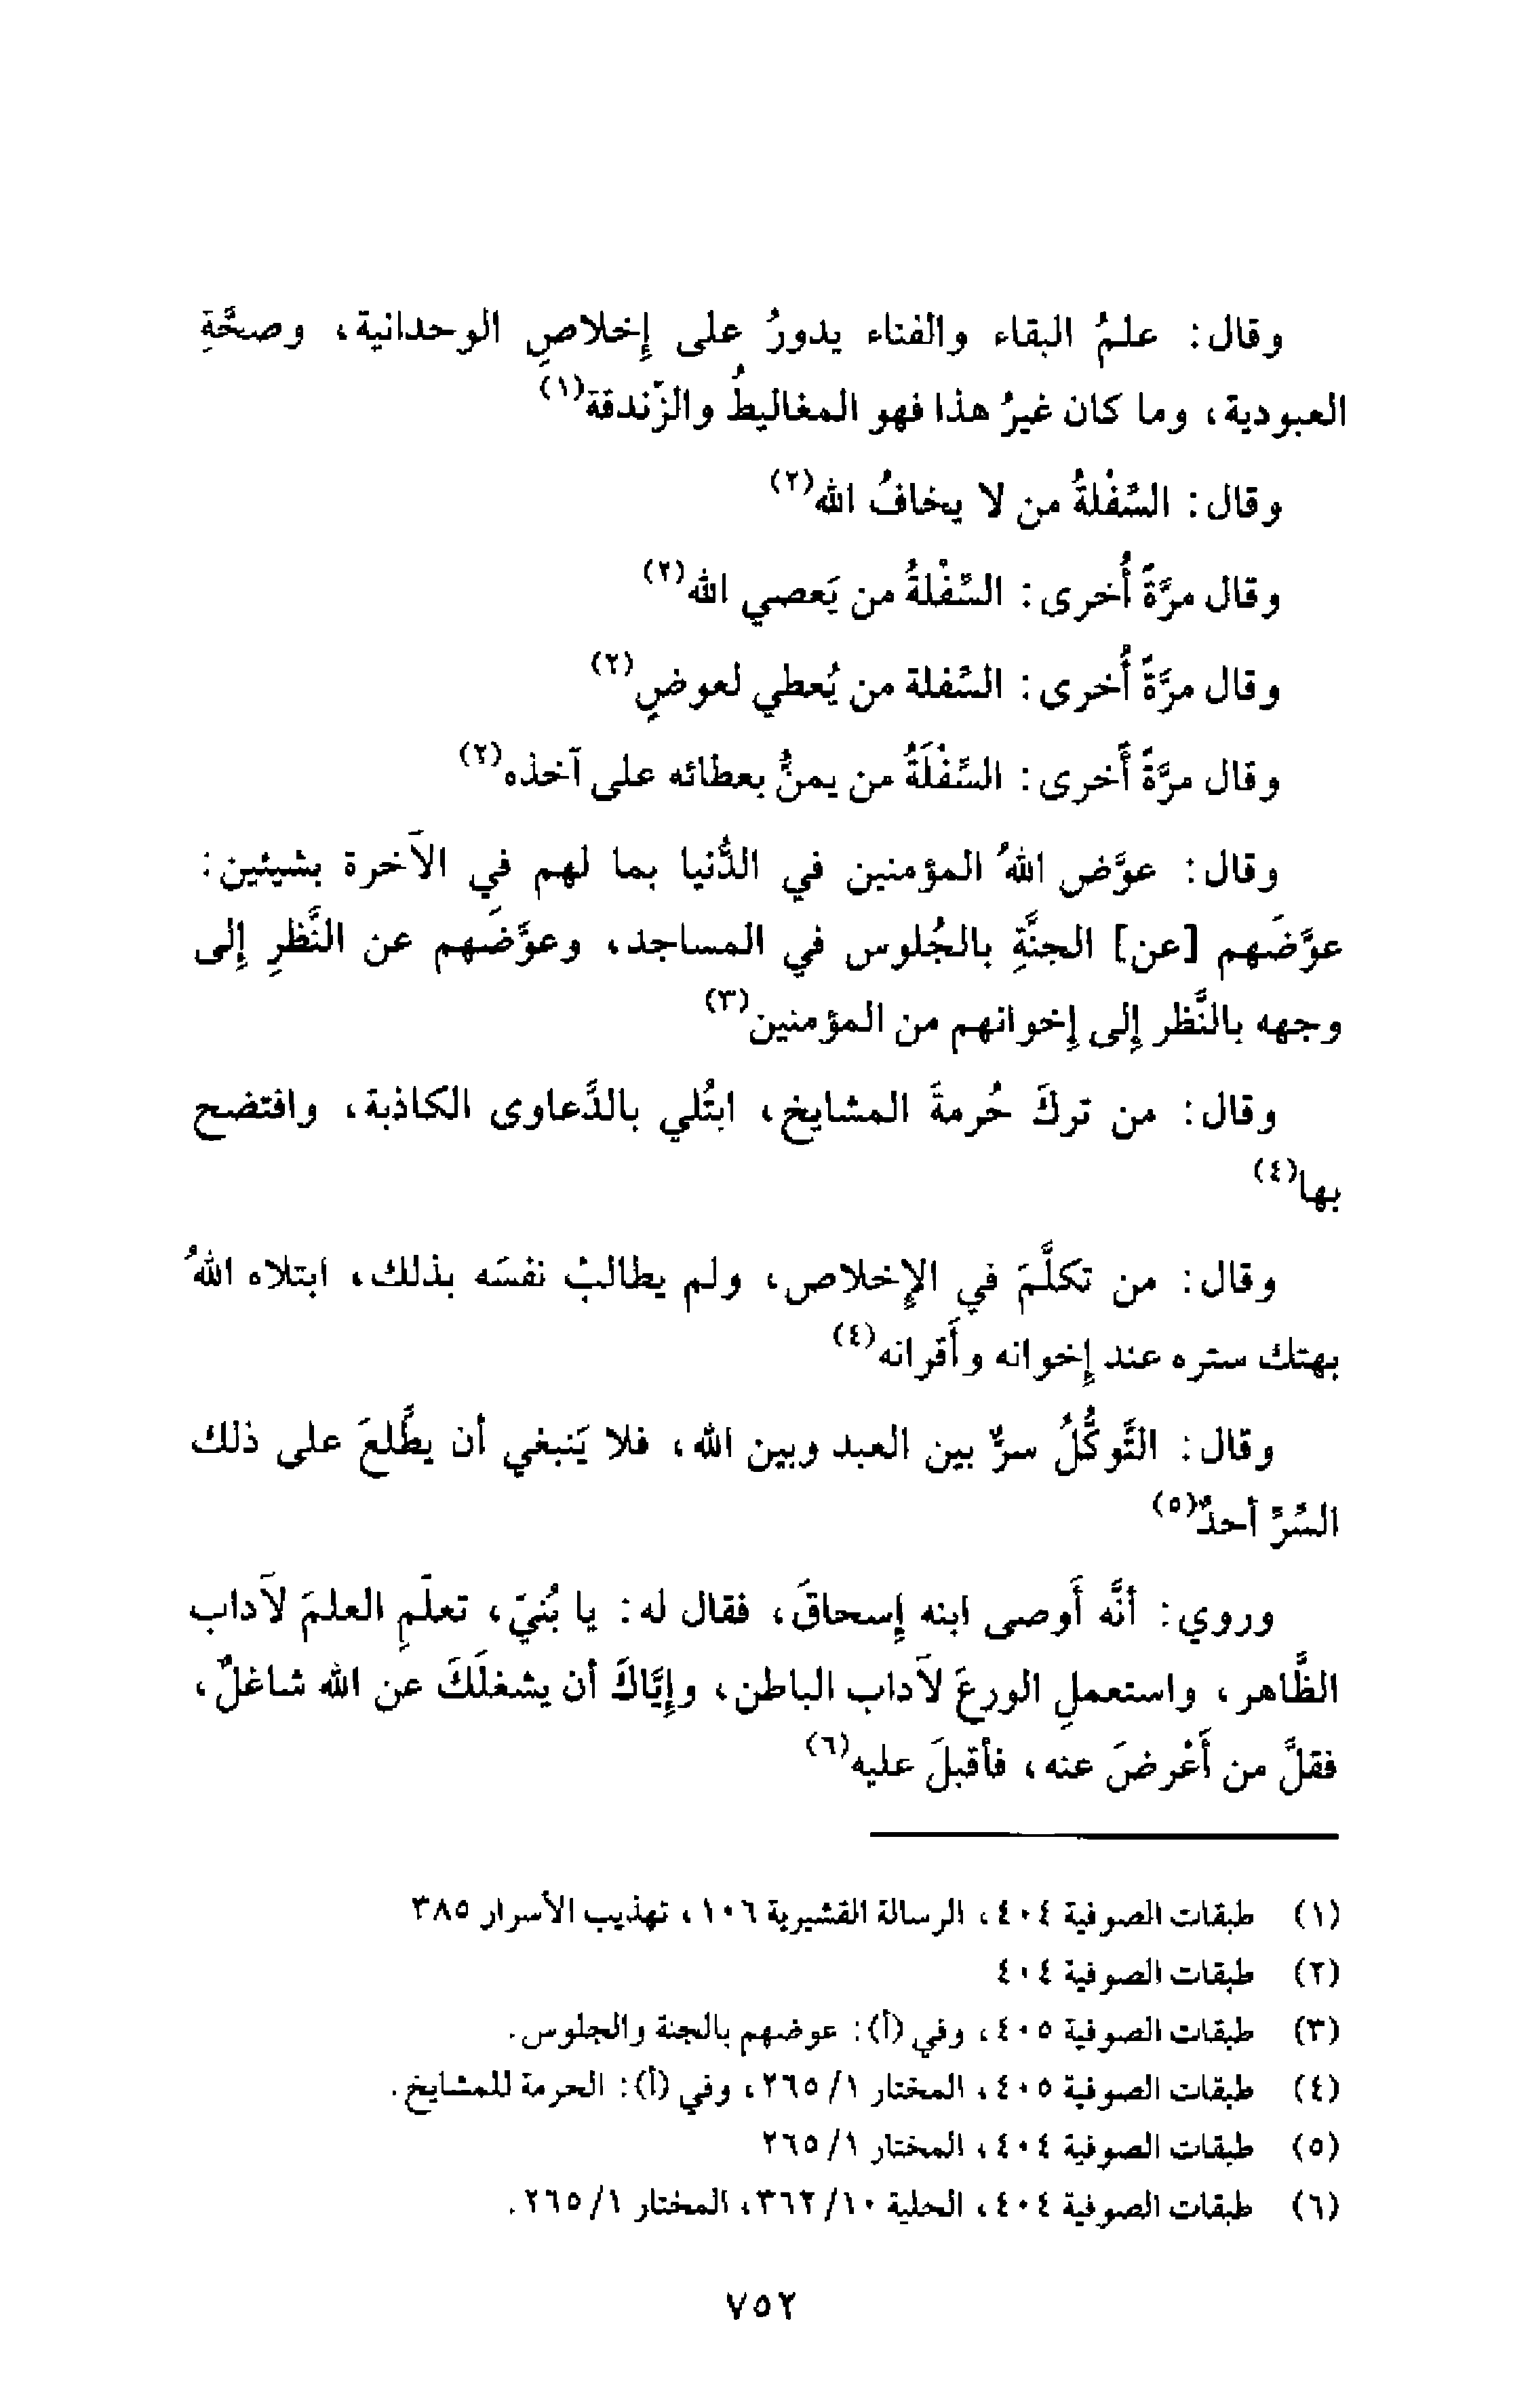 وقال: علمُ البقاء والفناء يدورُ على إخلاصِ الوحدانية، وصحَّةِ
العبودية، وما كان غيرُ هذا فهو المغاليطُ والزّندقة(١)
وقال: السِّفْلةُ من لا يخافُ الله(٢)
وقال مرَّةً أُخرى: السِّفْلةُ من يَعصي الله(٢)
وقال مرَّةً أُخرى: السِّفلة من يُعطي لعوضٍ(٢)
وقال مرَّةً أَخرى: السِّفْلَةُ من يمنُّ بعطائه على آخذه(٢)
وقال: عوَّض اللهُ المؤمنين في الدُّنيا بما لهم في الآخرة بشيئين:
عوَّضَهم [عن] الجنَّةِ بالجُلوس في المساجد، وعوَّضَهم عن النَّظرِ إلى
وجهه بالنَّظر إلى إخوانهم من المؤمنين(٣)
وقال: من تركَ حُرمةَ المشايخ، ابتُلي بالدَّعاوى الكاذبة، وافتضح
بها(٤)
وقال: من تكلَّمَ في الإخلاص، ولم يطالبْ نفسَه بذلك، ابتلاه اللهُ
بهتك ستره عند إخوانه وأَقرانه(٤)
وقال: التَّوكُّلُ سرٌّ بين العبد وبين الله، فلا يَنبغي أن يطَّلعَ على ذلك
السِّرِّ أحدٌ(٥)
وروي: أنَّه أَوصى ابنه إسحاقَ، فقال له: يا بُنيّ، تعلّمِ العلمَ لآداب
الظَّاهر، واستعملِ الورعَ لآداب الباطن، وإيَّاكَ أن يشغلَكَ عن الله شاغلٌ،
فقلَّ من أَعْرضَ عنه، فأقبلَ عليه(٦)
(١) طبقات الصوفية ٤٠٤، الرسالة القشيرية ١٠٦، تهذيب الأسرار ٣٨٥
(٢) طبقات الصوفية ٤٠٤
(٣) طبقات الصوفية ٤٠٥، وفي (أ): عوضهم بالجنة والجلوس.
(٤) طبقات الصوفية ٤٠٥، المختار ١/ ٢٦٥، وفي (أ): الحرمة للمشايخ.
(٥) طبقات الصوفية ٤٠٤، المختار ١/ ٢٦٥
(٦) طبقات الصوفية ٤٠٤، الحلية ١٠/ ٣٦٢، المختار ١/ ٢٦٥.
٧٥٢